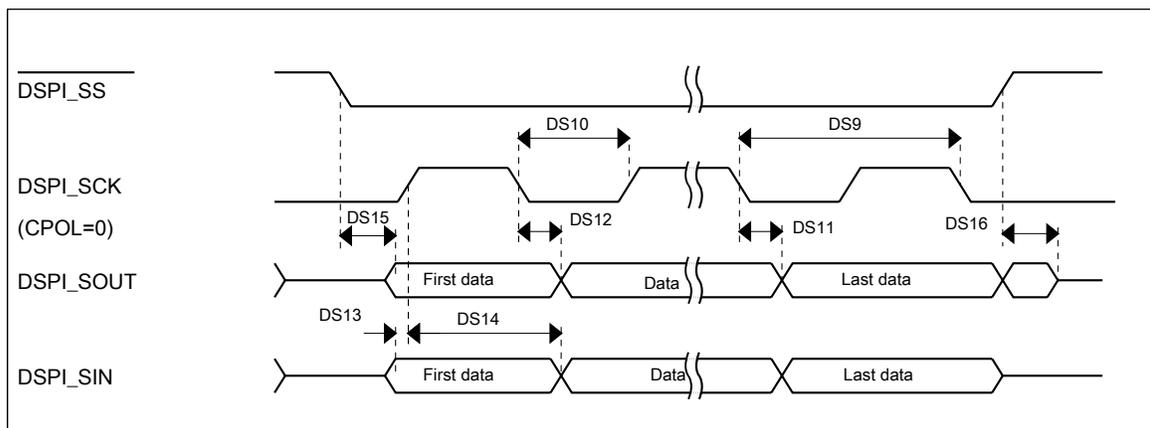 DSPI_SS
DS10
DS9
DSPI_SCK
(CPOL=0)
DS15
DS12
DS11
DS16
DSPI_SOUT
First data
Data
Last data
DS13
DS14
DSPI_SIN
First data
Data
Last data